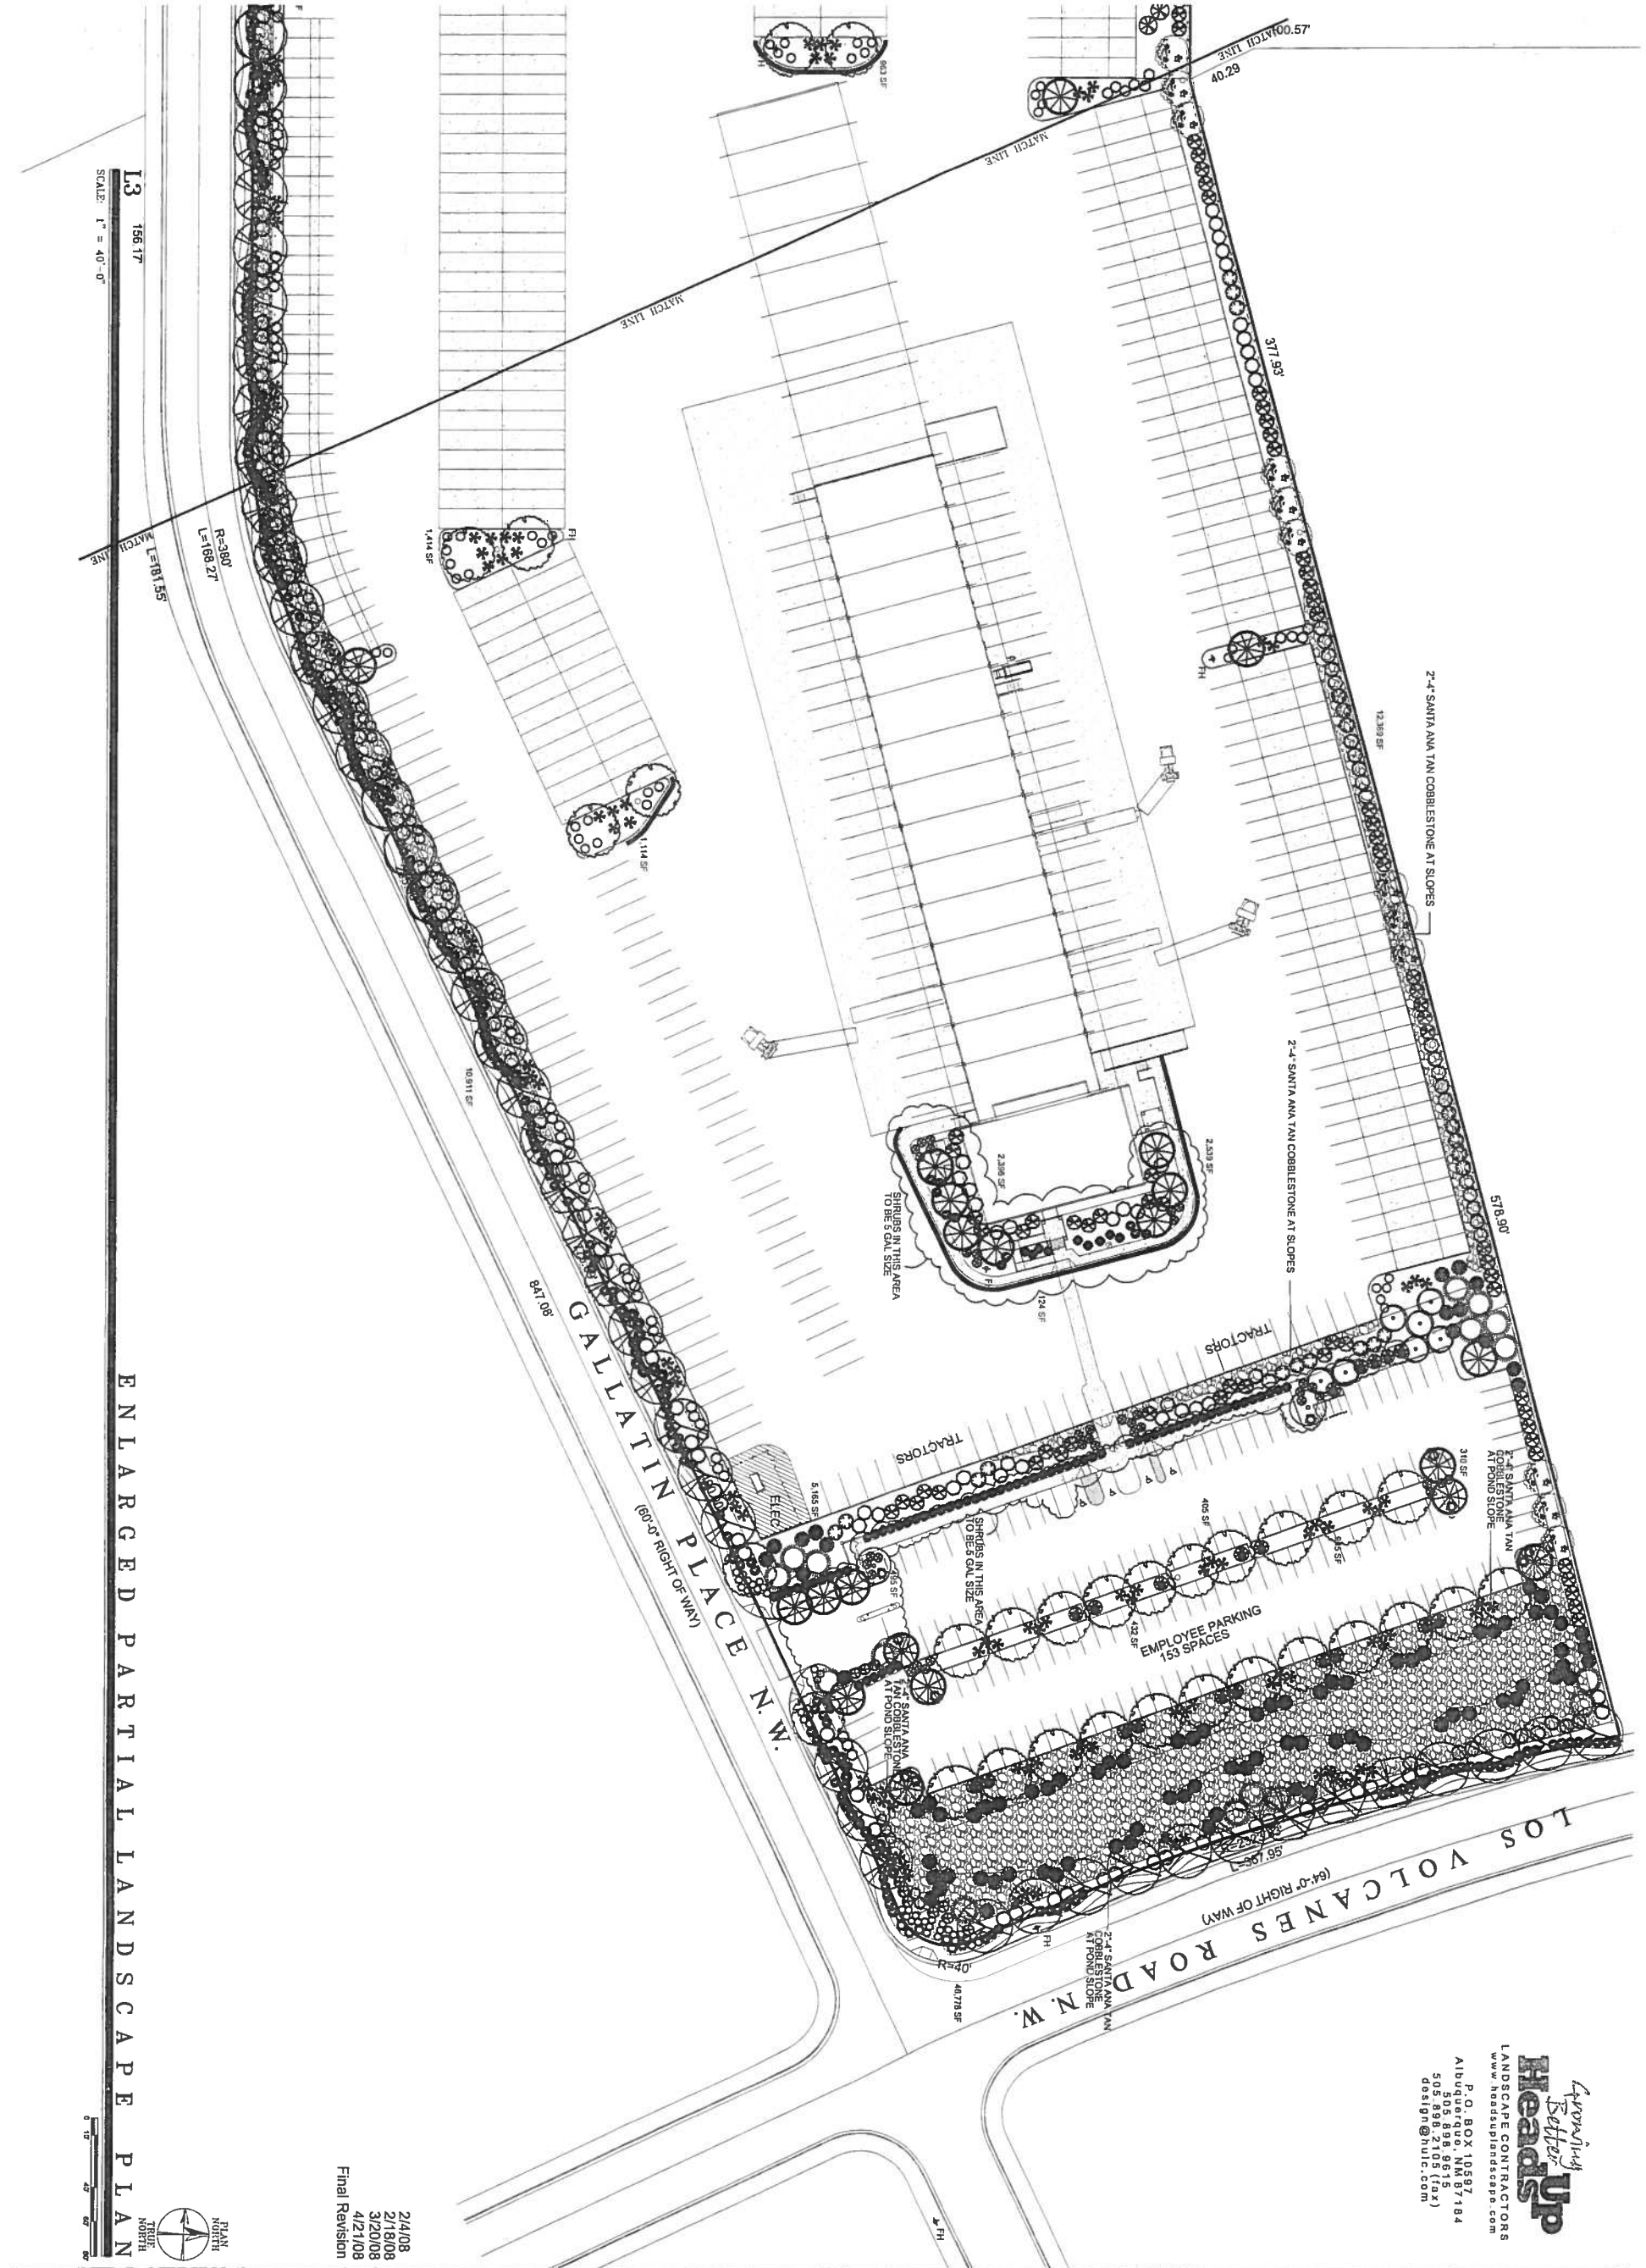 MATCH LINE
100.57'
40.29
963 SF
FH
MATCH LINE
377.93'
MATCH LINE
L3
156.17'
SCALE: 1" = 40'-0"
MATCH LINE
L=181.55'
R=380'
L=168.27'
1,414 SF
FH
FH
12,369 SF
2"-4" SANTA ANA TAN COBBLESTONE AT SLOPES
1,114 SF
10,911 SF
2"-4" SANTA ANA TAN COBBLESTONE AT SLOPES
2,539 SF
2,396 SF
SHRUBS IN THIS AREA
TO BE 5 GAL SIZE
124 SF
578.90'
847.08'
GALLATIN PLACE N.W.
(60'-0" RIGHT OF WAY)
TRACTORS
TRACTORS
ELEC
5,165 SF
SHRUBS IN THIS AREA
TO BE 5 GAL SIZE
405 SF
310 SF
2"-4" SANTA ANA TAN
COBBLESTONE
AT POND SLOPE
432 SF
EMPLOYEE PARKING
153 SPACES
SANTA ANA
TAN COBBLESTONE
AT POND SLOPE
L=367.95'
(64'-0" RIGHT OF WAY)
LOS VOLCANES ROAD N.W.
FH
R=40'
2"-4" SANTA ANA TAN
COBBLESTONE
AT POND SLOPE
46,778 SF
FH
Growing
Better
Heads Up
LANDSCAPE CONTRACTORS
www.headsuplandscape.com
P.O. BOX 10597
Albuquerque, NM 87184
505.898.9615
505.898.2105 (fax)
design@hulc.com
ENLARGED PARTIAL LANDSCAPE PLAN
2/4/08
2/18/08
3/20/08
4/21/08
Final Revision
PLAN
NORTH
TRUE
NORTH